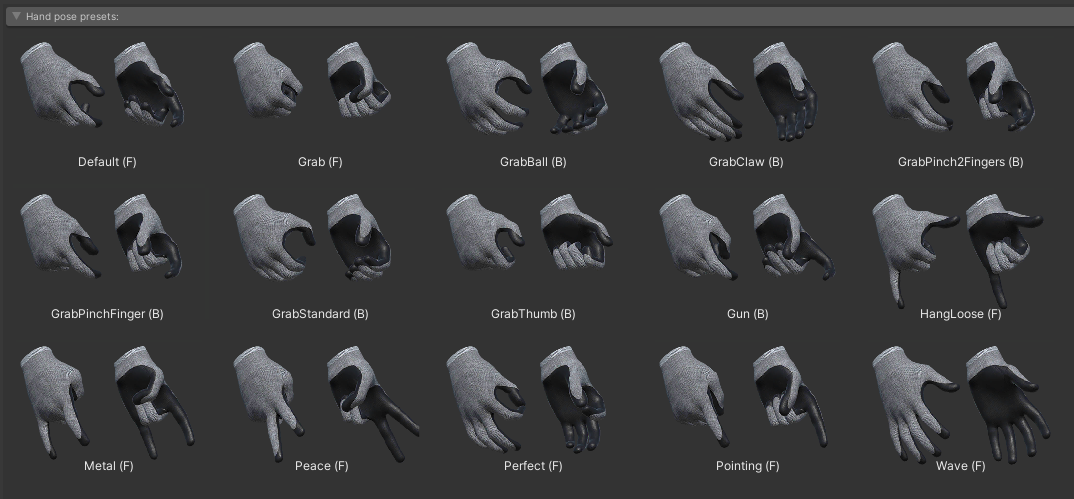 Hand pose presets:
Default (F)
Grab (F)
GrabBall (B)
GrabClaw (B)
GrabPinch2Fingers (B)
GrabPinchFinger (B)
GrabStandard (B)
GrabThumb (B)
Gun (B)
HangLoose (F)
Metal (F)
Peace (F)
Perfect (F)
Pointing (F)
Wave (F)